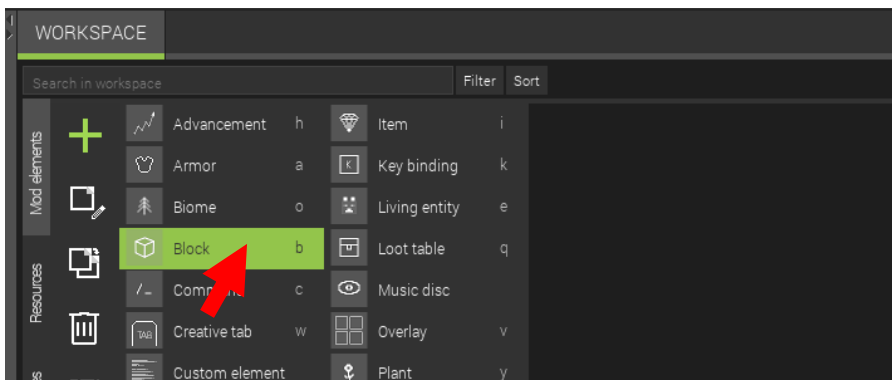 WORKSPACE
Search in workspace
Filter
Sort
Mod elements
Resources
Advancement h
Armor a
Biome o
Block b
c
Creative tab w
Custom element
Item i
Key binding k
Living entity e
Loot table q
Music disc
Overlay v
Plant y
K
TAB